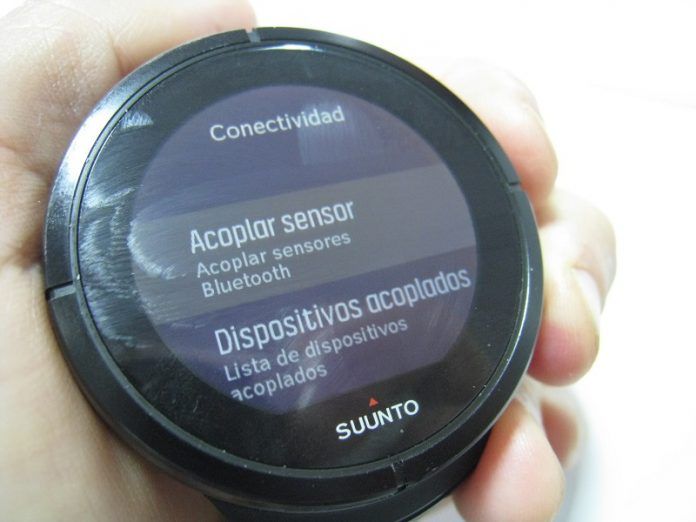 Conectividad
Acoplar sensor
Acoplar sensores
Bluetooth
Dispositivos acoplados
Lista de dispositivos
acoplados
SUUNTO